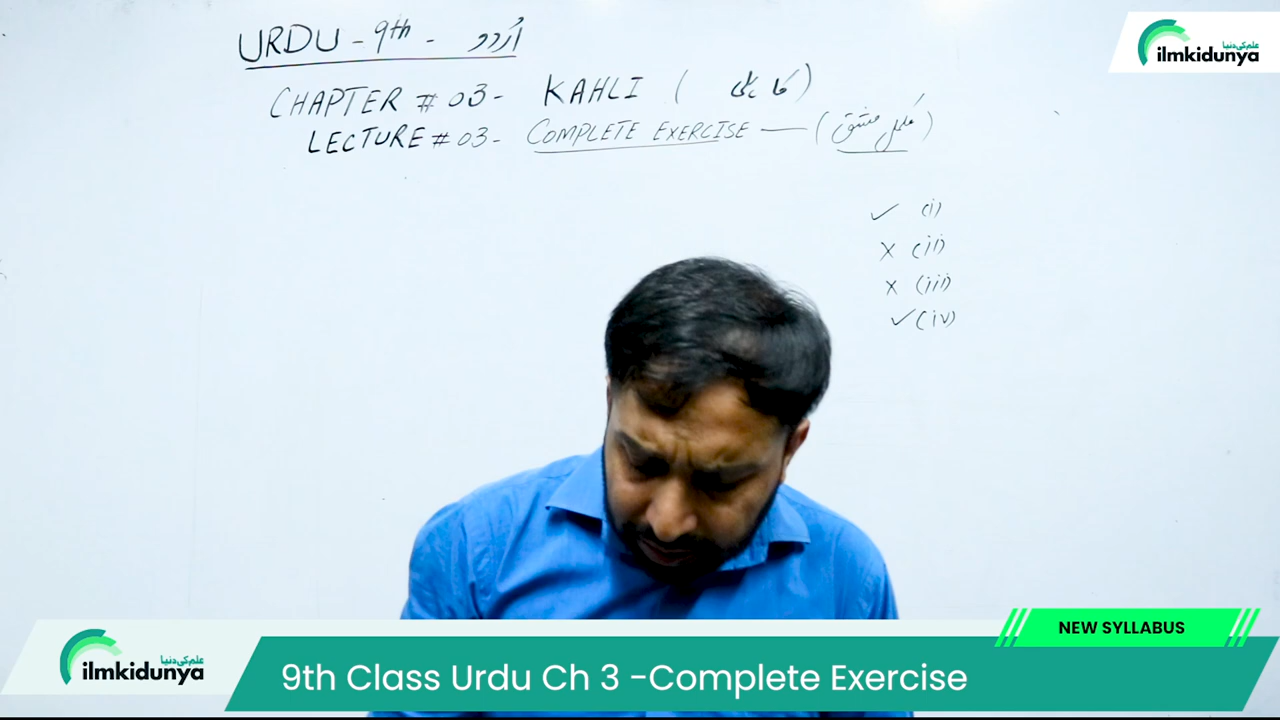 URDU - 9th - اُردو
CHAPTER # 03 - KAHLI ( کاہلی )
LECTURE # 03 - COMPLETE EXERCISE — ( مکمل مشق )
✓ (i)
x (ii)
x (iii)
✓ (iv)
علم کی دنیا
ilmkidunya
NEW SYLLABUS
علم کی دنیا
ilmkidunya
9th Class Urdu Ch 3 -Complete Exercise